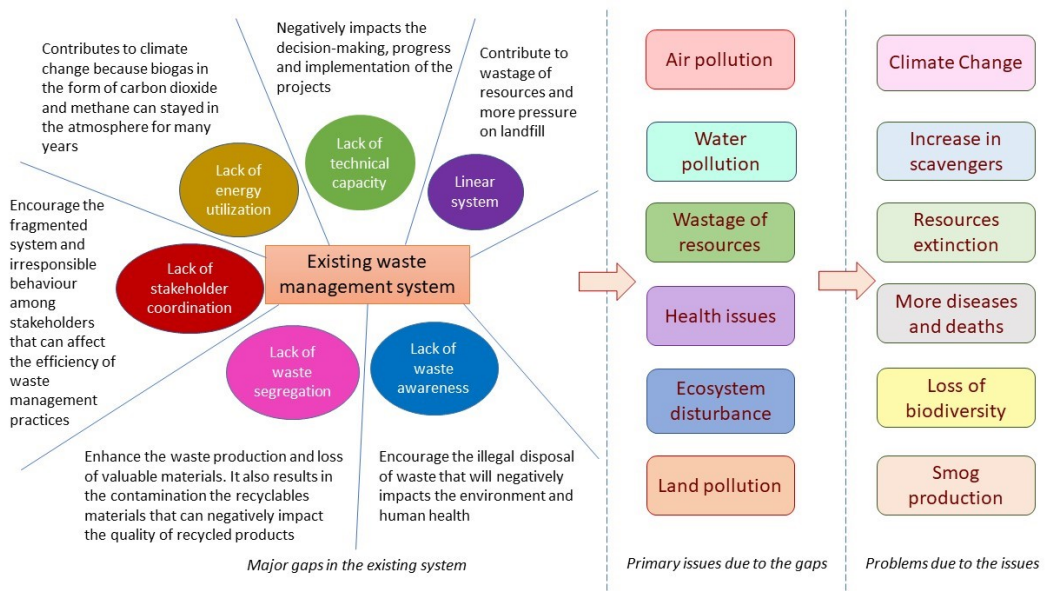 Contributes to climate
change because biogas in
the form of carbon dioxide
and methane can stayed in
the atmosphere for many
years
Negatively impacts the
decision-making, progress
and implementation of the
projects
Contribute to
wastage of
resources and
more pressure
on landfill
Lack of
energy
utilization
Lack of
technical
capacity
Linear
system
Encourage the
fragmented
system and
irresponsible
behaviour
among
stakeholders
that can affect
the efficiency of
waste
management
practices
Lack of
stakeholder
coordination
Existing waste
management system
Lack of
waste
segregation
Lack of
waste
awareness
Enhance the waste production and loss
of valuable materials. It also results in
the contamination the recyclables
materials that can negatively impact
the quality of recycled products
Encourage the illegal disposal
of waste that will negatively
impacts the environment and
human health
Major gaps in the existing system
Air pollution
Water
pollution
Wastage of
resources
Health issues
Ecosystem
disturbance
Land pollution
Primary issues due to the gaps
Climate Change
Increase in
scavengers
Resources
extinction
More diseases
and deaths
Loss of
biodiversity
Smog
production
Problems due to the issues